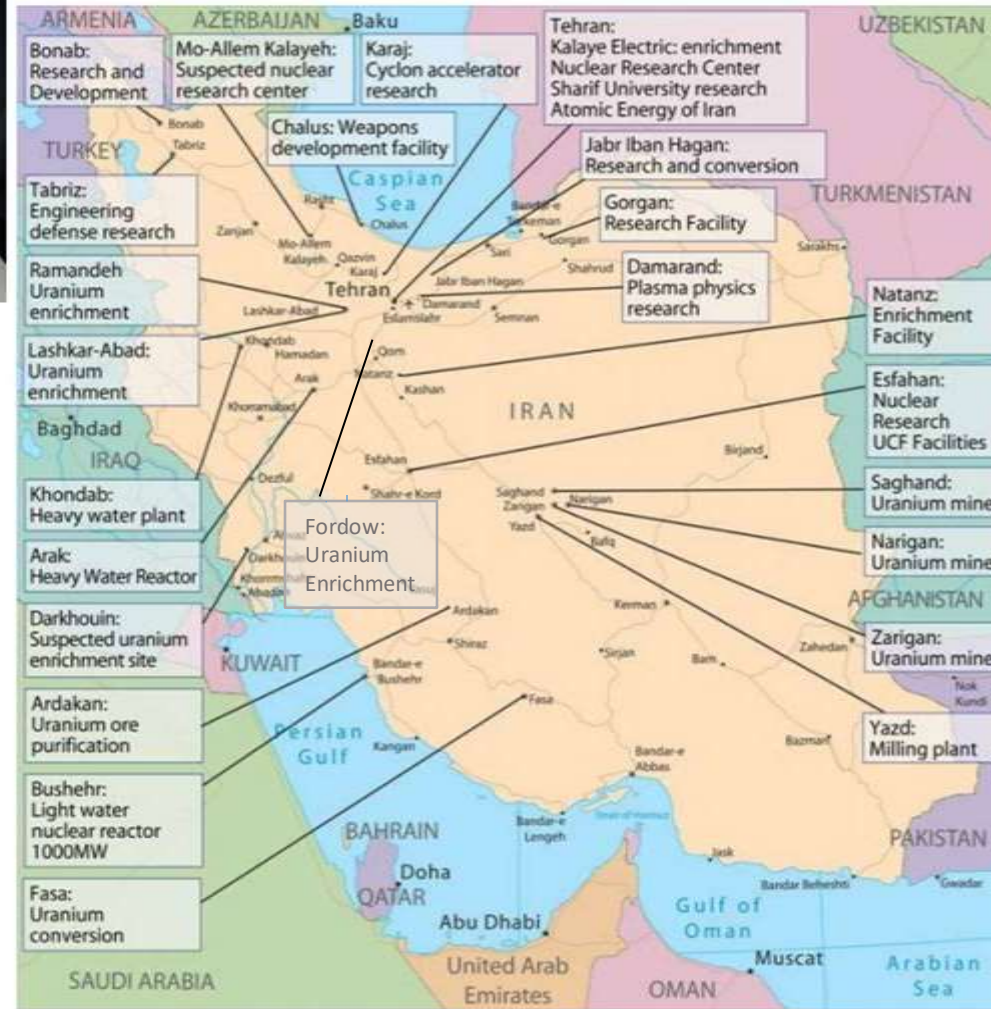 ARMENIA
AZERBAIJAN
Baku
UZBEKISTAN
Bonab:
Research and
Development
Mo-Allem Kalayeh:
Suspected nuclear
research center
Karaj:
Cyclon accelerator
research
Tehran:
Kalaye Electric: enrichment
Nuclear Research Center
Sharif University research
Atomic Energy of Iran
Chalus: Weapons
development facility
Jabr Iban Hagan:
Research and conversion
TURKEY
Bonab
Tabriz
Caspian
Sea
TURKMENISTAN
Tabriz:
Engineering
defense research
Gorgan:
Research Facility
Rasht
Chalus
Zanjan
Mo-Allem
Kalayeh
Qazvin
Karaj
Bandar-e
Turkeman
Gorgan
Sari
Shahrud
Sarakhs
Ramandeh
Uranium
enrichment
Damarand:
Plasma physics
research
Jabr Iban Hagan
Tehran
Damarand
Eslamshahr
Semnan
Lashkar-Abad
Natanz:
Enrichment
Facility
Lashkar-Abad:
Uranium
enrichment
Khondab
Hamadan
Qom
Natanz
Arak
Kashan
Khorramabad
IRAN
Esfahan:
Nuclear
Research
UCF Facilities
Baghdad
IRAQ
Birjand
Esfahan
Dezful
Shahr-e Kord
Saghand
Zarigan
Narigan
Yazd
Bafq
Saghand:
Uranium mine
Khondab:
Heavy water plant
Fordow:
Uranium
Enrichment
Narigan:
Uranium mine
Arak:
Heavy Water Reactor
Abadan
Ardakan
Kerman
AFGHANISTAN
Darkhouin:
Suspected uranium
enrichment site
KUWAIT
Shiraz
Sirjan
Bam
Zahedan
Zarigan:
Uranium mine
Bandar-e
Bushehr
Nok
Kundi
Ardakan:
Uranium ore
purification
Fasa
Persian
Gulf
Kangan
Bazman
Yazd:
Milling plant
Bandar-e
Abbas
Bushehr:
Light water
nuclear reactor
1000MW
Bandar-e
Lengeh
Strait of Hormuz
BAHRAIN
PAKISTAN
Jask
Doha
Bandar Beheshti
Gwadar
Fasa:
Uranium
conversion
QATAR
Abu Dhabi
Gulf of
Oman
Muscat
SAUDI ARABIA
United Arab
Emirates
OMAN
Arabian
Sea